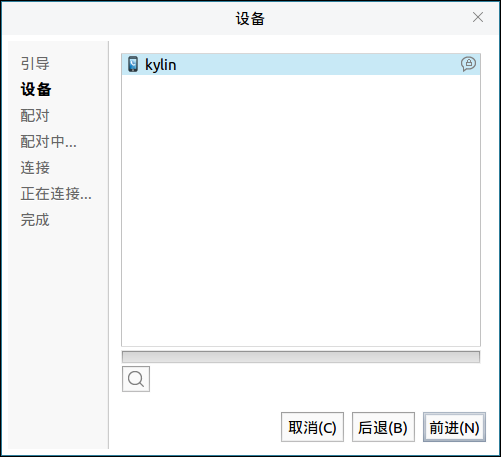 设备
引导
设备
配对
配对中...
连接
正在连接...
完成
kylin
取消(C)
后退(B)
前进(N)